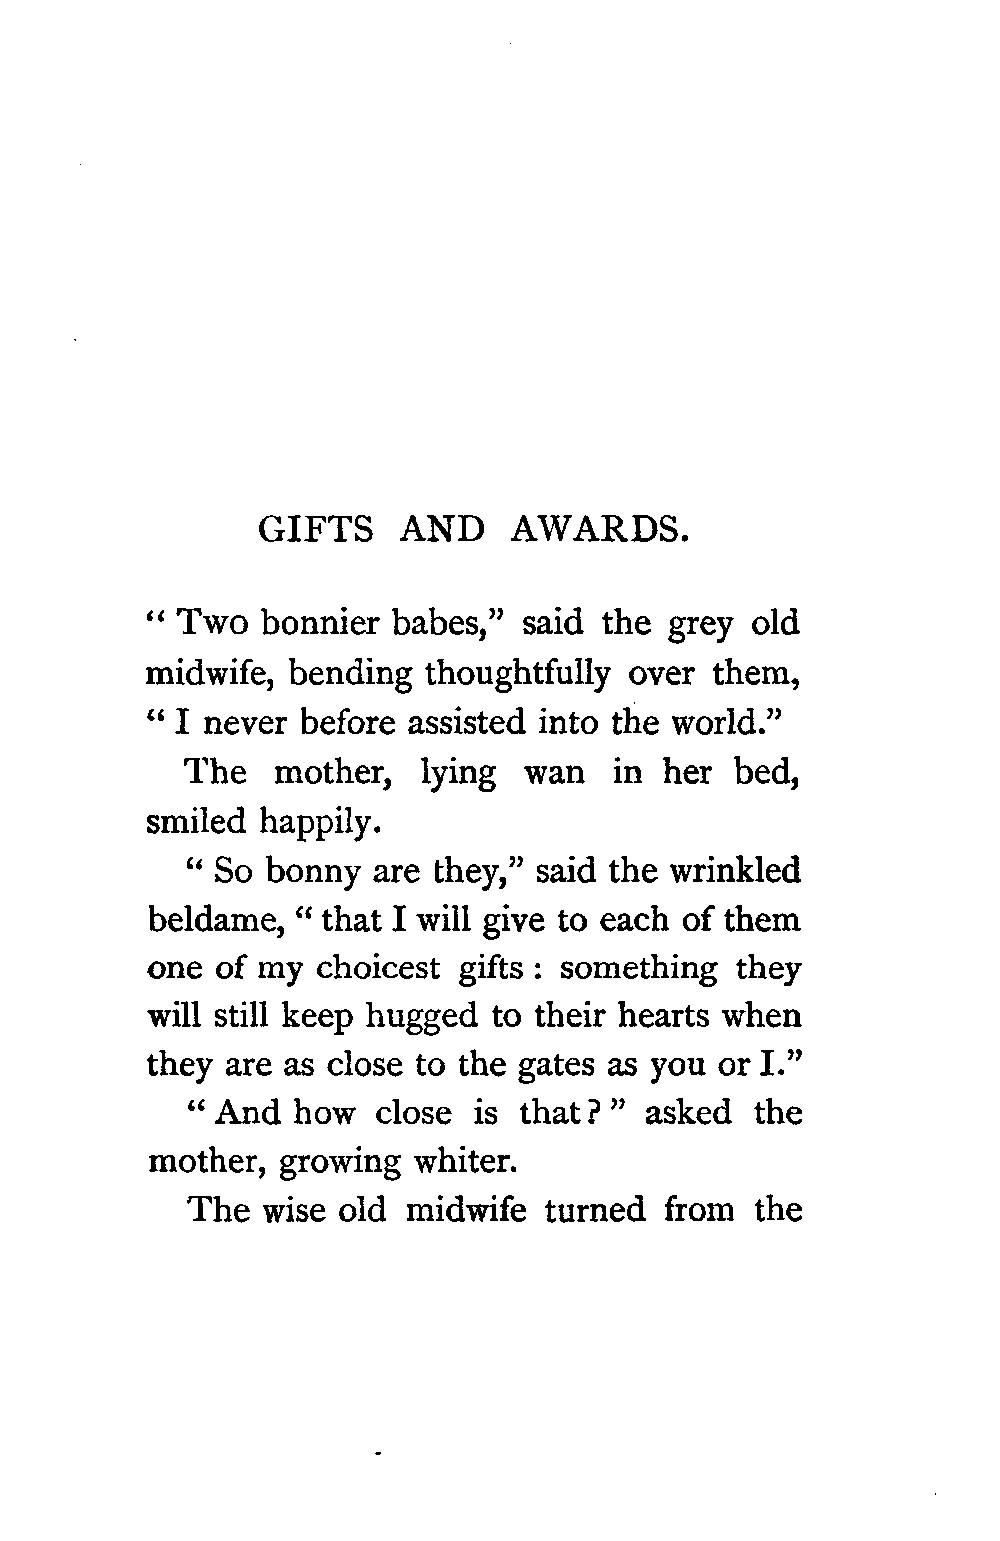 GIFTS AND AWARDS.
“ Two bonnier babes,” said the grey old
midwife, bending thoughtfully over them,
“ I never before assisted into the world.”
The mother, lying wan in her bed,
smiled happily.
“ So bonny are they,” said the wrinkled
beldame, “ that I will give to each of them
one of my choicest gifts : something they
will still keep hugged to their hearts when
they are as close to the gates as you or I.”
“ And how close is that ? ” asked the
mother, growing whiter.
The wise old midwife turned from the